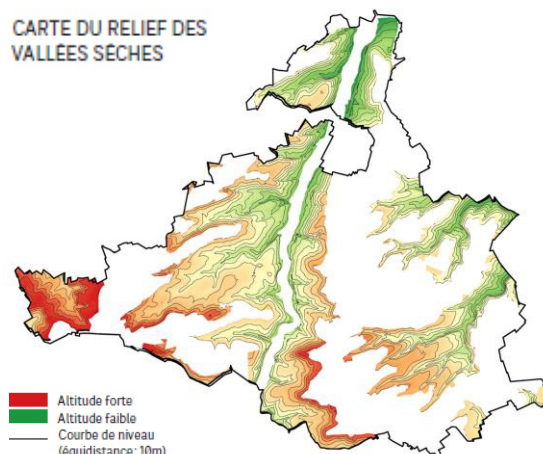 CARTE DU RELIEF DES
VALLÉES SÈCHES
Altitude forte
Altitude faible
Courbe de niveau
(équidistance: 10m)